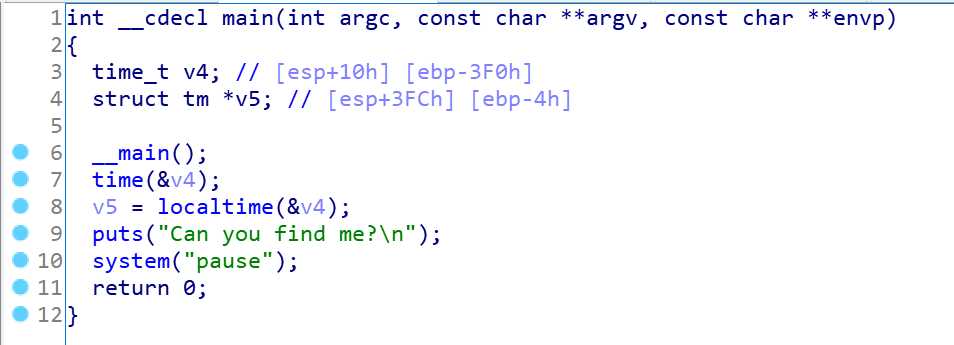 1 int __cdecl main(int argc, const char **argv, const char **envp)
2 {
3   time_t v4; // [esp+10h] [ebp-3F0h]
4   struct tm *v5; // [esp+3FCh] [ebp-4h]
5
6   __main();
7   time(&v4);
8   v5 = localtime(&v4);
9   puts("Can you find me?\n");
10   system("pause");
11   return 0;
12 }